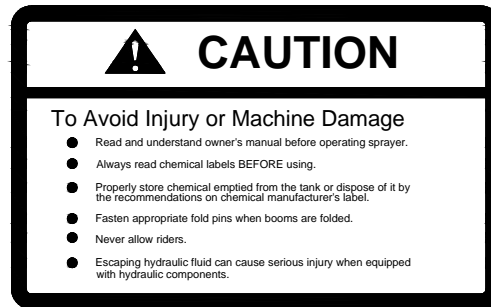 CAUTION
To Avoid Injury or Machine Damage
Read and understand owner's manual before operating sprayer.
Always read chemical labels BEFORE using.
Properly store chemical emptied from the tank or dispose of it by
the recommendations on chemical manufacturer's label.
Fasten appropriate fold pins when booms are folded.
Never allow riders.
Escaping hydraulic fluid can cause serious injury when equipped
with hydraulic components.